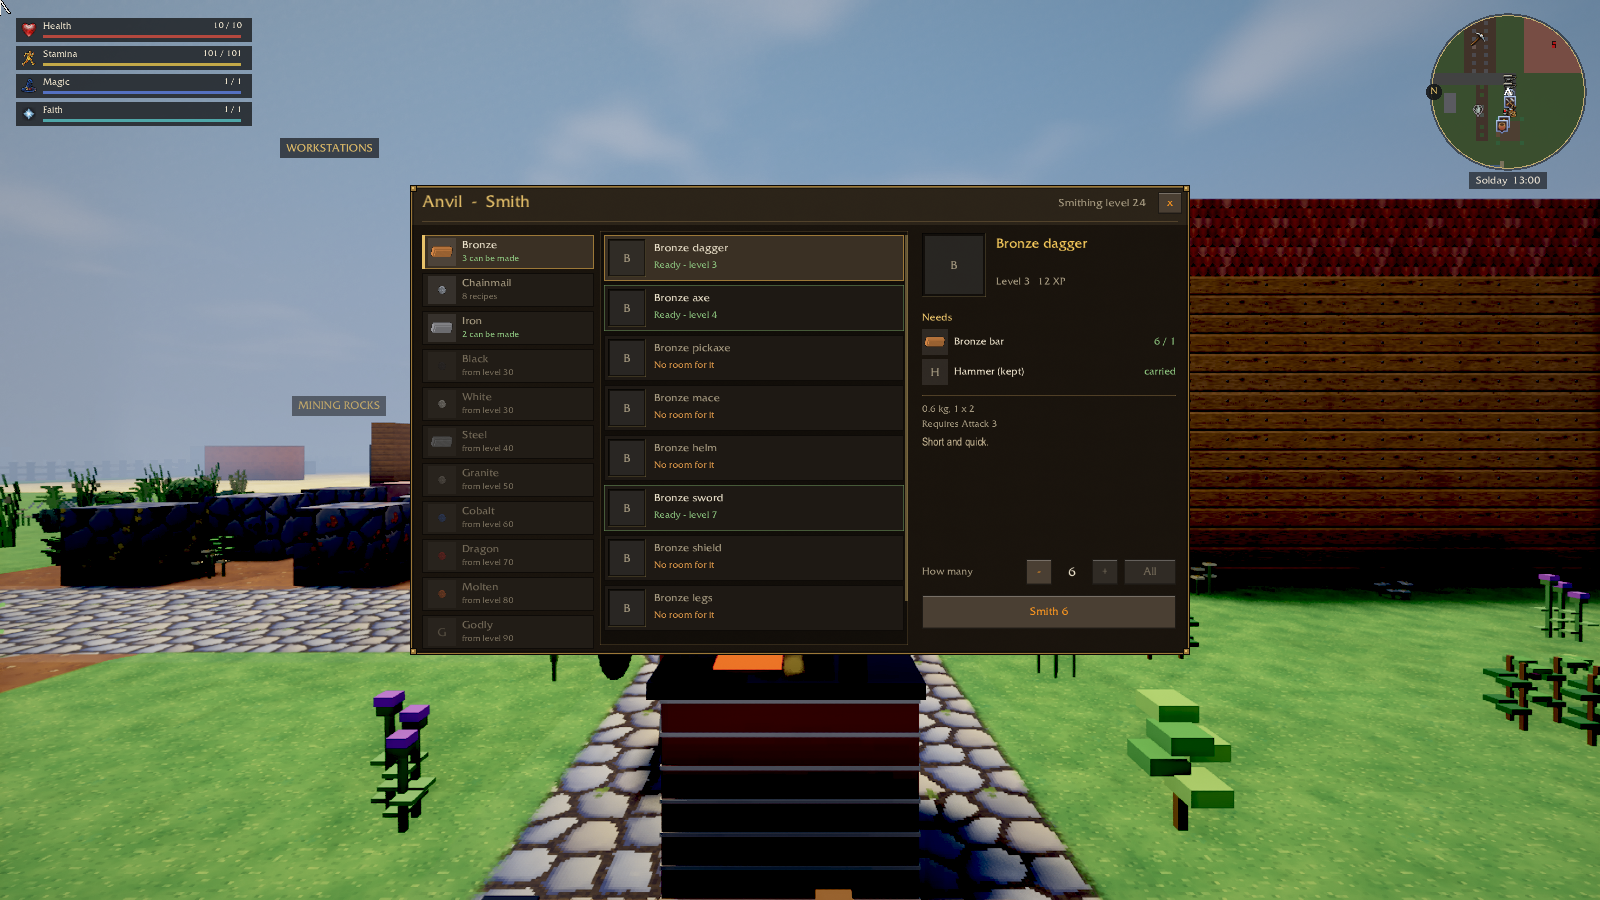 Health 10 / 10
Stamina 101 / 101
Magic 1 / 1
Faith 1 / 1
WORKSTATIONS
MINING ROCKS
N
Solday 13:00
Anvil - Smith
Smithing level 24
x
Bronze
3 can be made
Chainmail
8 recipes
Iron
2 can be made
Black
from level 30
White
from level 30
Steel
from level 40
Granite
from level 50
Cobalt
from level 60
Dragon
from level 70
Molten
from level 80
G
Godly
from level 90
B
Bronze dagger
Ready - level 3
B
Bronze axe
Ready - level 4
B
Bronze pickaxe
No room for it
B
Bronze mace
No room for it
B
Bronze helm
No room for it
B
Bronze sword
Ready - level 7
B
Bronze shield
No room for it
B
Bronze legs
No room for it
B
Bronze dagger
Level 3 12 XP
Needs
Bronze bar 6 / 1
H Hammer (kept) carried
0.6 kg, 1 x 2
Requires Attack 3
Short and quick.
How many - 6 + All
Smith 6